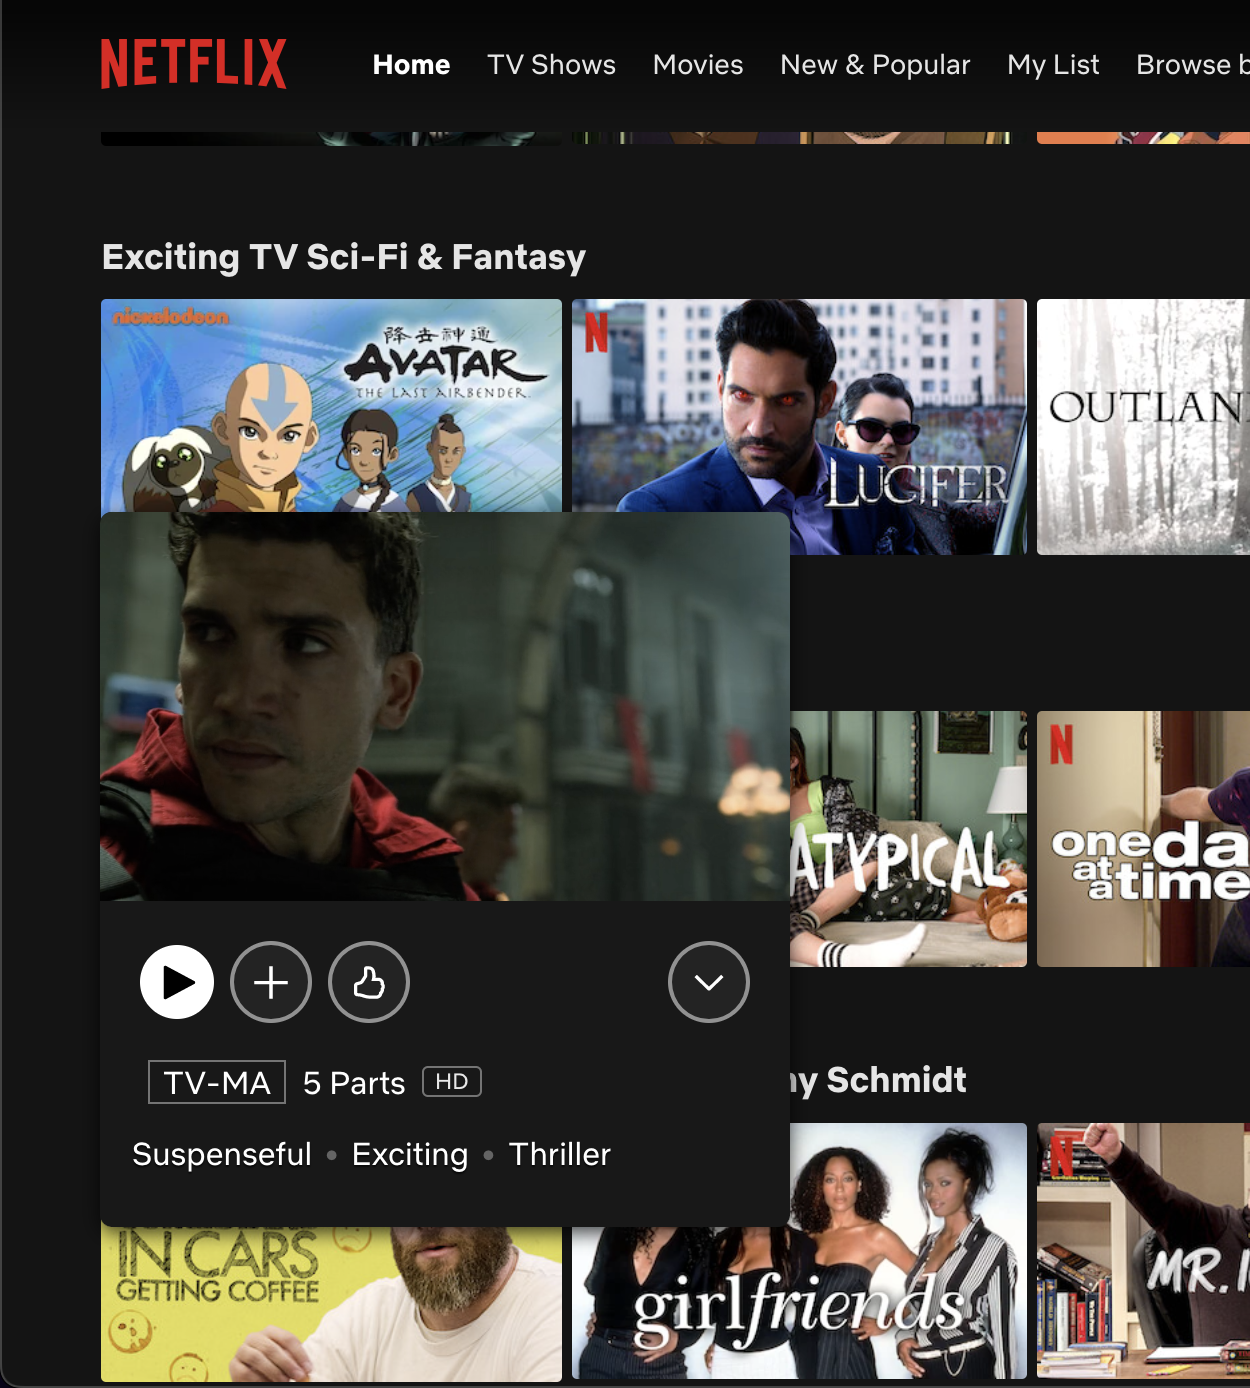 NETFLIX
Home TV Shows Movies New & Popular My List Browse b
Exciting TV Sci-Fi & Fantasy
nickelodeon
降去神通
AVATAR
THE LAST AIRBENDER.
N
LUCIFER
OUTLAN
ATYPICAL
N
one da
at
a time
TV-MA 5 Parts HD
Suspenseful • Exciting • Thriller
ny Schmidt
IN CARS
GETTING COFFEE
girlfriends
N
MR. I